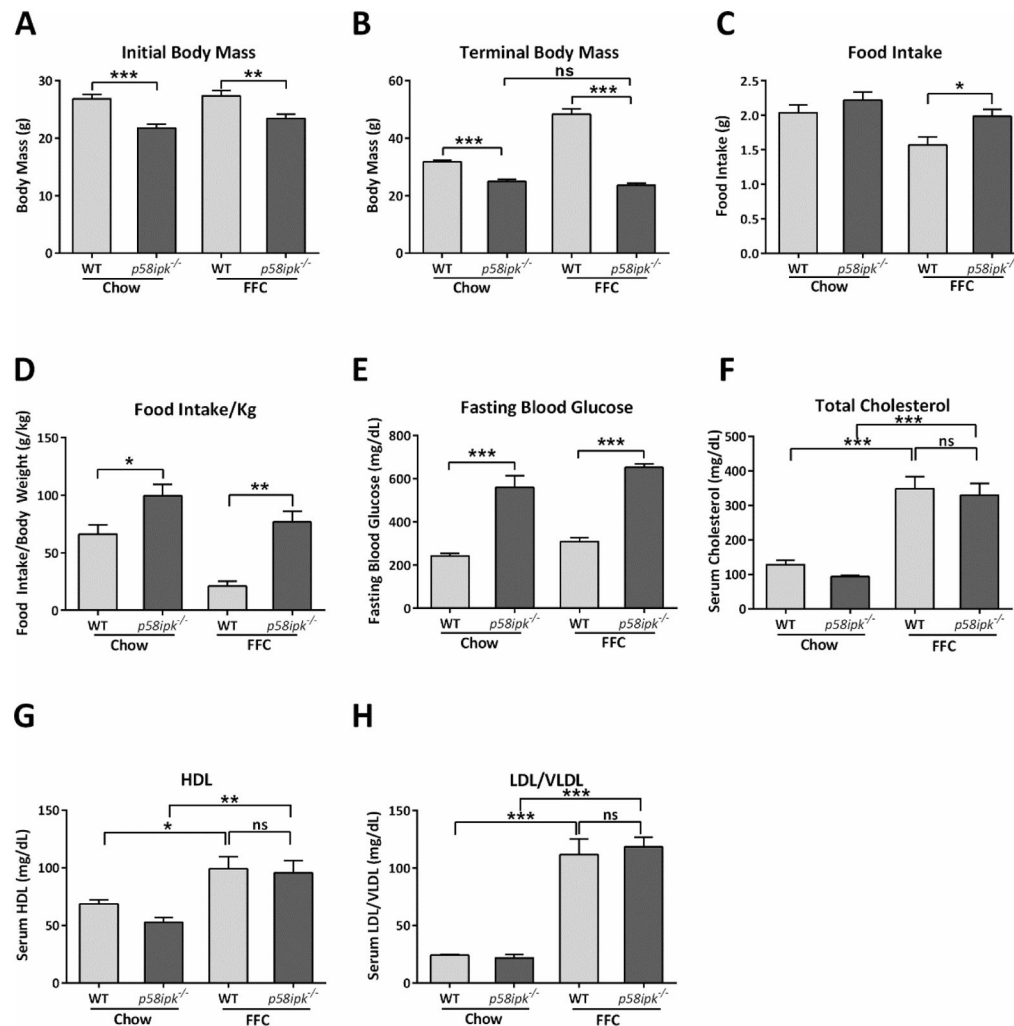 A
Initial Body Mass
Body Mass (g)
30
20
10
0
***
**
WT p58ipk-/- WT p58ipk-/-
Chow FFC
B
Terminal Body Mass
Body Mass (g)
60
40
20
0
ns
***
***
WT p58ipk-/- WT p58ipk-/-
Chow FFC
C
Food Intake
Food Intake (g)
2.5
2.0
1.5
1.0
0.5
0.0
*
WT p58ipk-/- WT p58ipk-/-
Chow FFC
D
Food Intake/Kg
Food Intake/Body Weight (g/kg)
150
100
50
0
*
**
WT p58ipk-/- WT p58ipk-/-
Chow FFC
E
Fasting Blood Glucose
Fasting Blood Glucose (mg/dL)
800
600
400
200
0
***
***
WT p58ipk-/- WT p58ipk-/-
Chow FFC
F
Total Cholesterol
Serum Cholesterol (mg/dL)
500
400
300
200
100
0
***
***
ns
WT p58ipk-/- WT p58ipk-/-
Chow FFC
G
HDL
Serum HDL (mg/dL)
150
100
50
0
**
*
ns
WT p58ipk-/- WT p58ipk-/-
Chow FFC
H
LDL/VLDL
Serum LDL/VLDL (mg/dL)
150
100
50
0
***
***
ns
WT p58ipk-/- WT p58ipk-/-
Chow FFC